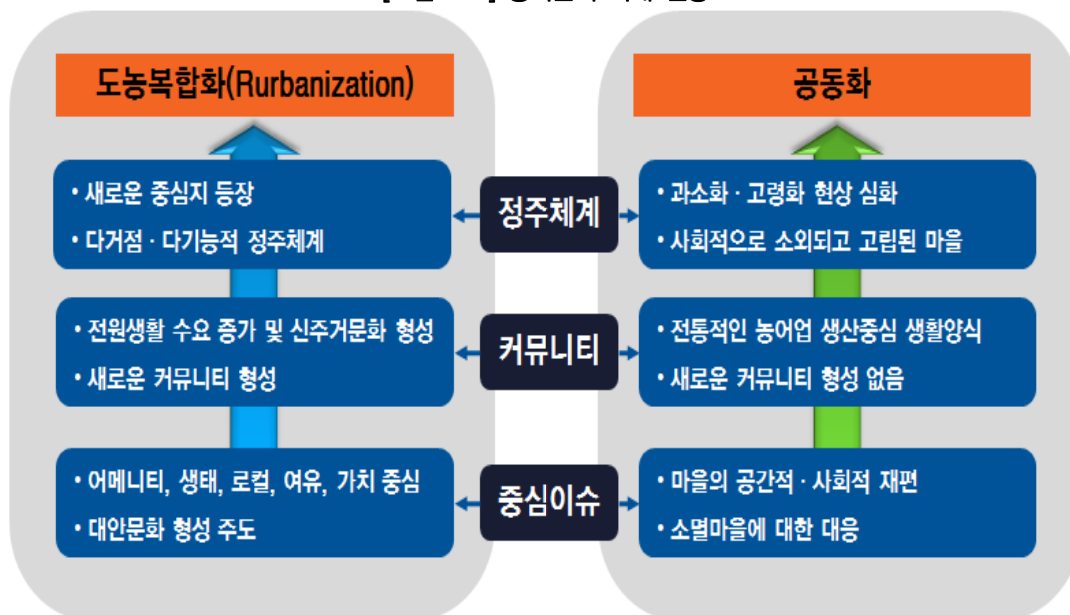 도농복합화(Rurbanization)
• 새로운 중심지 등장
• 다거점 · 다기능적 정주체계
• 전원생활 수요 증가 및 신주거문화 형성
• 새로운 커뮤니티 형성
• 어메니티, 생태, 로컬, 여유, 가치 중심
• 대안문화 형성 주도
정주체계
커뮤니티
중심이슈
공동화
• 과소화 · 고령화 현상 심화
• 사회적으로 소외되고 고립된 마을
• 전통적인 농어업 생산중심 생활양식
• 새로운 커뮤니티 형성 없음
• 마을의 공간적 · 사회적 재편
• 소멸마을에 대한 대응